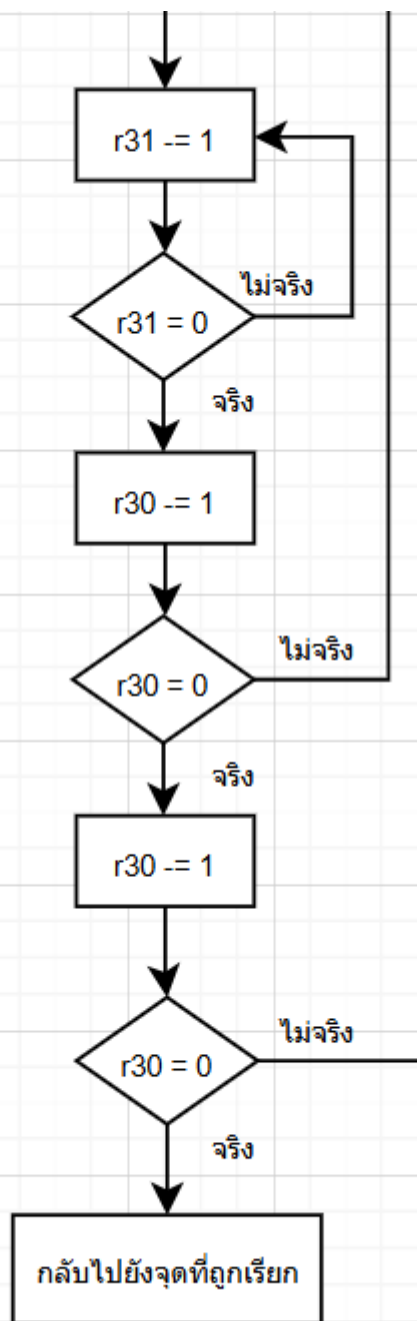 r31 -= 1
ไม่จริง
r31 = 0
จริง
r30 -= 1
ไม่จริง
r30 = 0
จริง
r30 -= 1
ไม่จริง
r30 = 0
จริง
กลับไปยังจุดที่ถูกเรียก